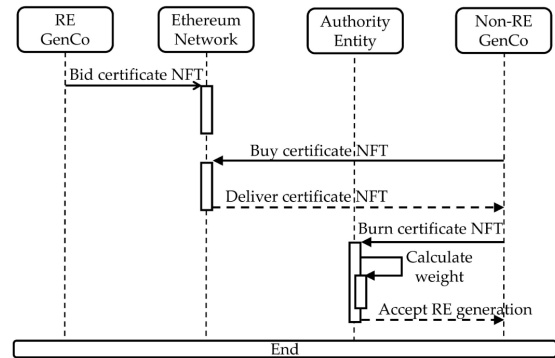 RE
GenCo
Ethereum
Network
Authority
Entity
Non-RE
GenCo
Bid certificate NFT
Buy certificate NFT
Deliver certificate NFT
Burn certificate NFT
Calculate
weight
Accept RE generation
End